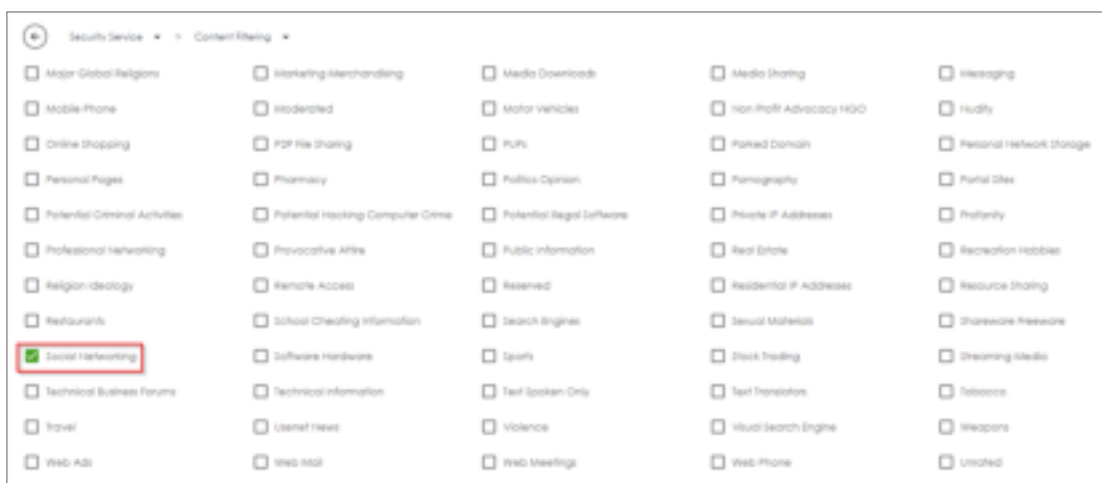 Security Service > Content Filtering
Major Global Religions Marketing Merchandising Media Downloads Media Sharing Messaging
Mobile Phone Moderated Motor Vehicles Non Profit Advocacy NGO Nudity
Online Shopping P2P File Sharing PUPs Parked Domain Personal Network Storage
Personal Pages Pharmacy Politics Opinion Pornography Portal Sites
Potential Criminal Activities Potential Hacking Computer Crime Potential Illegal Software Private IP Addresses Profanity
Professional Networking Provocative Attire Public Information Real Estate Recreation Hobbies
Religion Ideology Remote Access Reserved Residential IP Addresses Resource Sharing
Restaurants School Cheating Information Search Engines Sexual Materials Shareware Freeware
Social Networking Software Hardware Sports Stock Trading Streaming Media
Technical Business Forums Technical Information Text Spoken Only Text Translators Tobacco
Travel Usenet News Violence Visual Search Engine Weapons
Web Ads Web Mail Web Meetings Web Phone Unrated